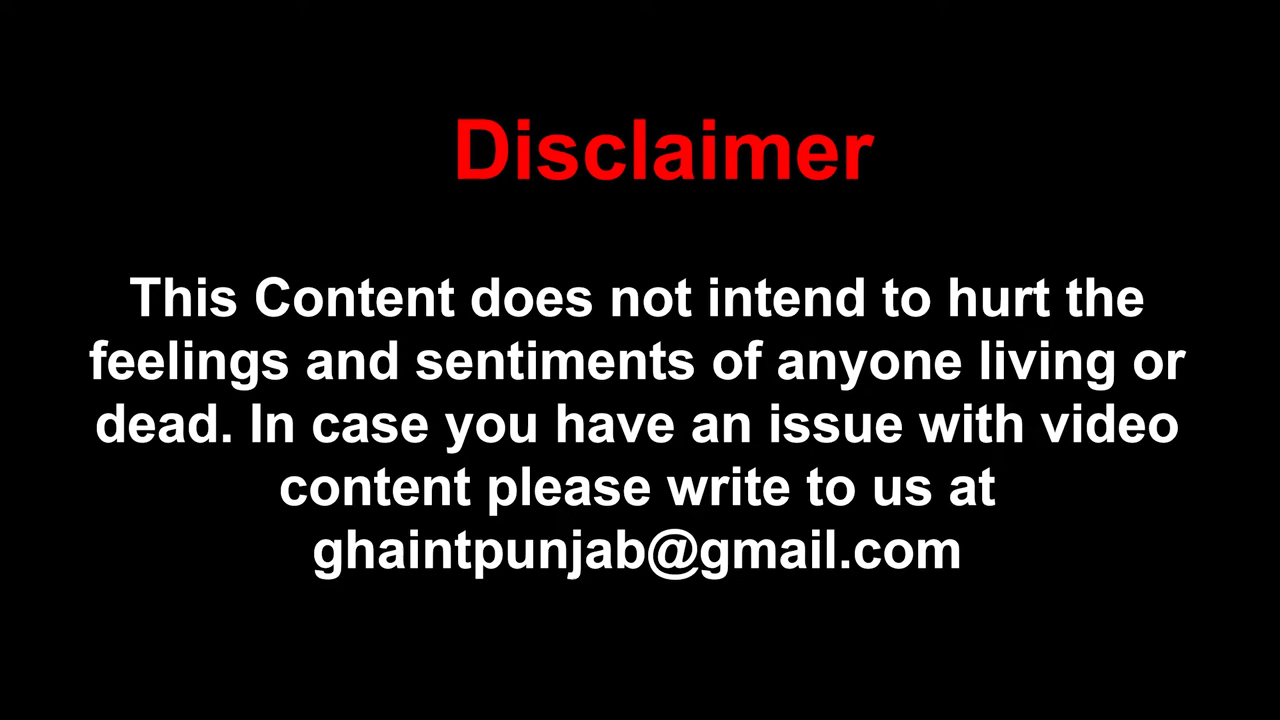 Disclaimer
This Content does not intend to hurt the
feelings and sentiments of anyone living or
dead. In case you have an issue with video
content please write to us at
ghaintpunjab@gmail.com